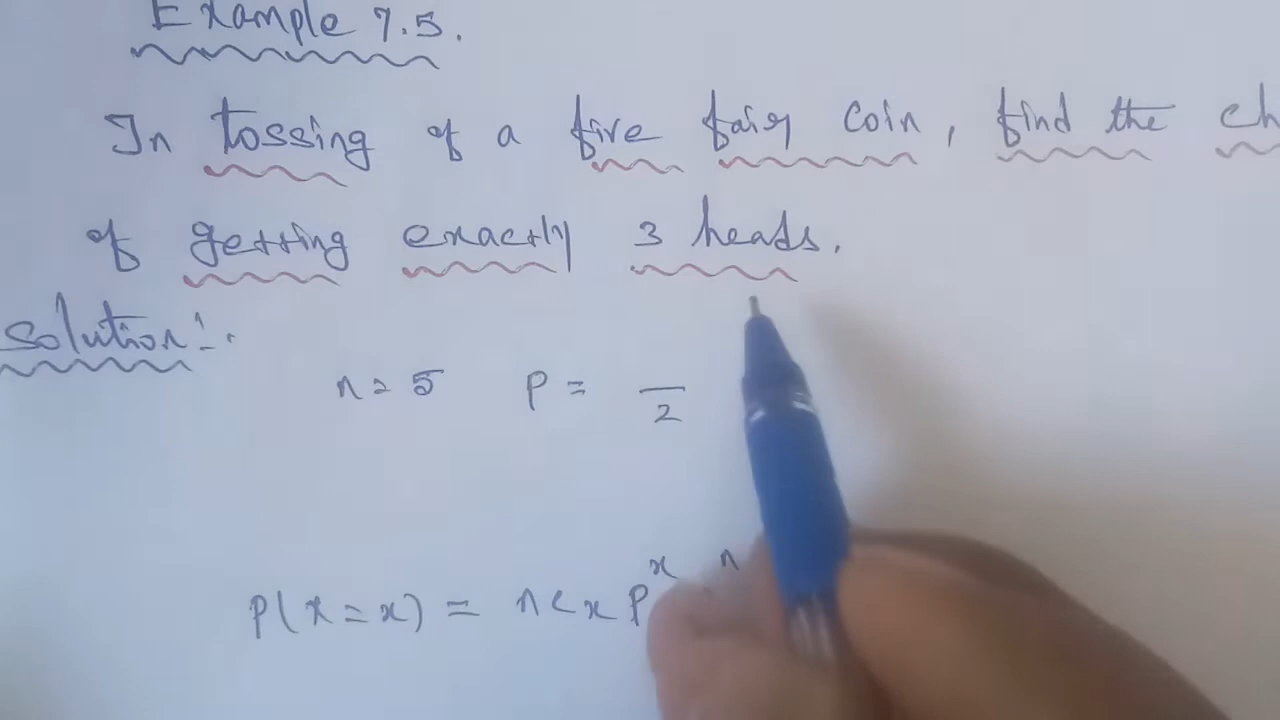 Example 7.5.
In tossing of a five fair coin, find the
of getting exactly 3 heads.
Solution:-
n = 5 P = — 2
P(X=x) = ncx p^x n